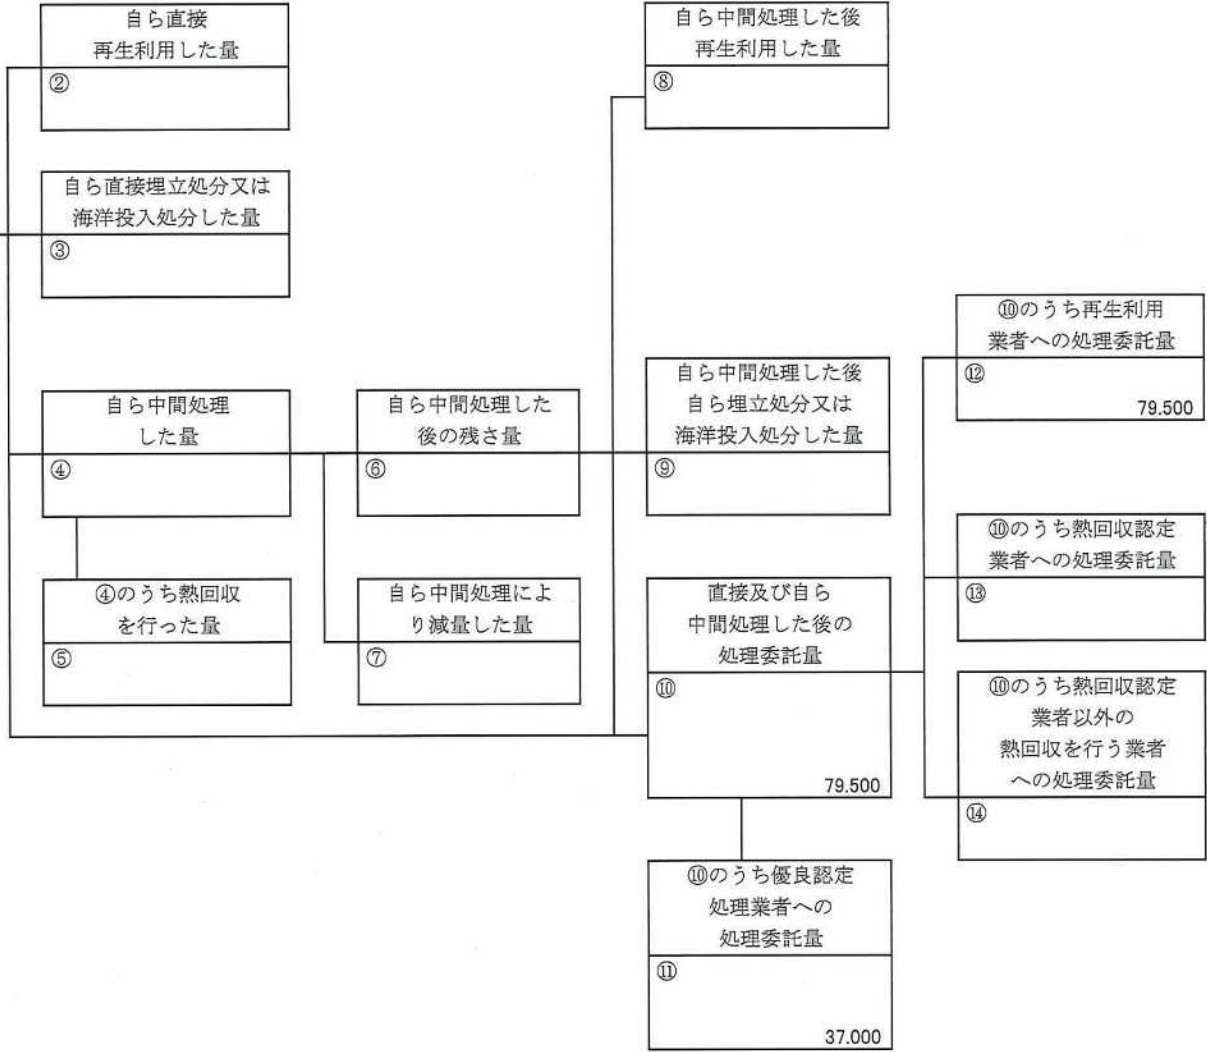 自ら直接
再生利用した量
②
自ら中間処理した後
再生利用した量
⑧
自ら直接埋立処分又は
海洋投入処分した量
③
⑩のうち再生利用
業者への処理委託量
⑫
79.500
自ら中間処理
した量
④
自ら中間処理した
後の残さ量
⑥
自ら中間処理した後
自ら埋立処分又は
海洋投入処分した量
⑨
⑩のうち熱回収認定
業者への処理委託量
⑬
④のうち熱回収
を行った量
⑤
自ら中間処理によ
り減量した量
⑦
直接及び自ら
中間処理した後の
処理委託量
⑩
79.500
⑩のうち熱回収認定
業者以外の
熱回収を行う業者
への処理委託量
⑭
⑩のうち優良認定
処理業者への
処理委託量
⑪
37.000